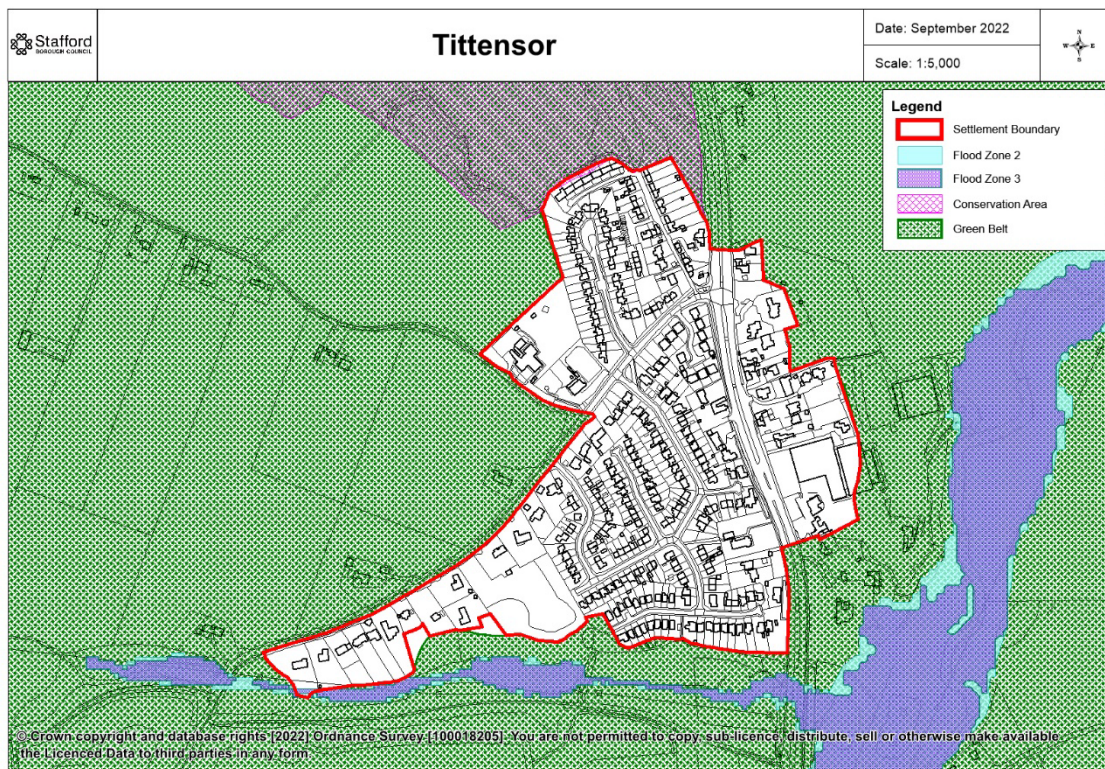 Stafford
BOROUGH COUNCIL
Tittensor
Date: September 2022
Scale: 1:5,000
N
W E
S
Legend
Settlement Boundary
Flood Zone 2
Flood Zone 3
Conservation Area
Green Belt
© Crown copyright and database rights [2022] Ordnance Survey [100018205]. You are not permitted to copy, sub-licence, distribute, sell or otherwise make available
the Licenced Data to third parties in any form.